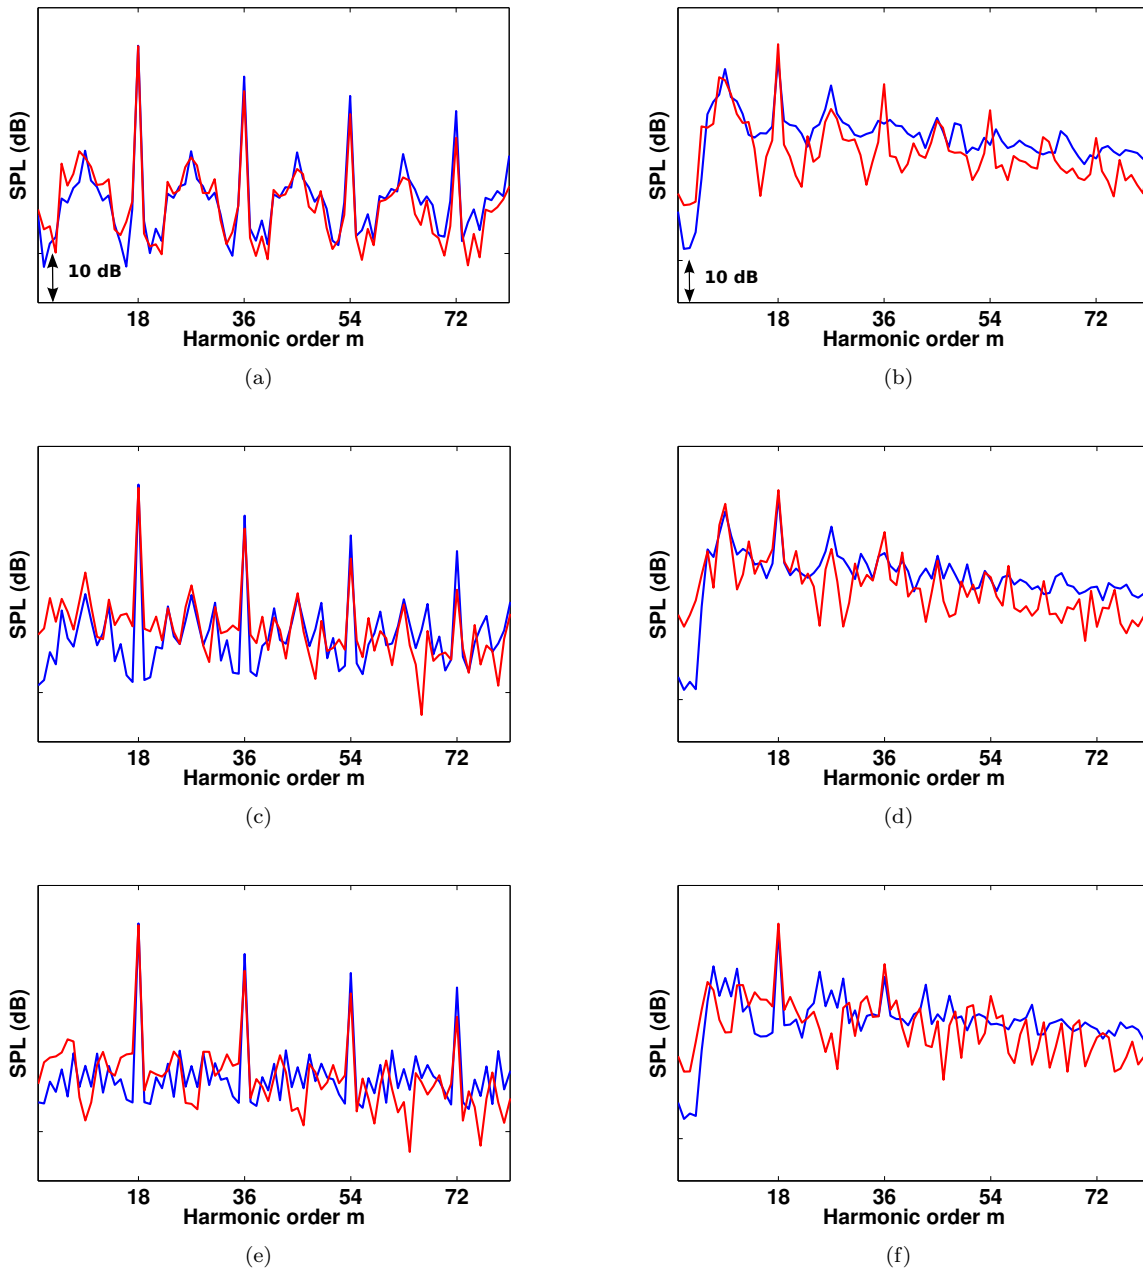 SPL (dB)
10 dB
18 36 54 72
Harmonic order m
(a)
SPL (dB)
10 dB
18 36 54 72
Harmonic order m
(b)
SPL (dB)
18 36 54 72
Harmonic order m
(c)
SPL (dB)
18 36 54 72
Harmonic order m
(d)
SPL (dB)
18 36 54 72
Harmonic order m
(e)
SPL (dB)
18 36 54 72
Harmonic order m
(f)